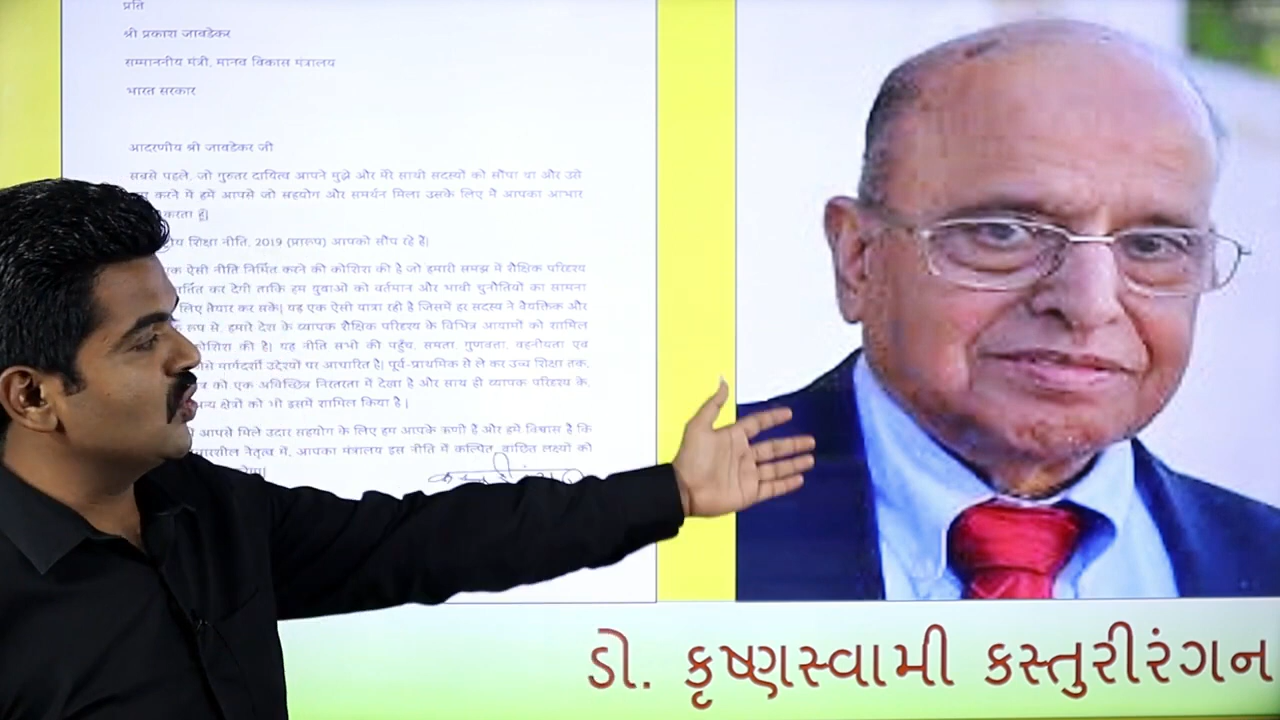 प्रति
श्री प्रकाश जावडेकर
सम्माननीय मंत्री, मानव विकास मंत्रालय
भारत सरकार
आदरणीय श्री जावडेकर जी
सबसे पहले, जो गुरुतर दायित्व आपने मुझे और मेरे साथी सदस्यों को सौंपा था और उसे
करने में हमें आपसे जो सहयोग और समर्थन मिला उसके लिए मैं आपका आभार
करता हूँ|
शिक्षा नीति, 2019 (प्रारूप) आपको सौंप रहे हैं|
एक ऐसी नीति निर्मित करने की कोशिश की है जो हमारी समझ में शैक्षिक परिदृश्य
कर देगी ताकि हम युवाओं को वर्तमान और भावी चुनौतियों का सामना
लिए तैयार कर सकें| यह एक ऐसी यात्रा रही है जिसमें हर सदस्य ने वैयक्तिक और
रूप से, हमारे देश के व्यापक शैक्षिक परिदृश्य के विभिन्न आयामों को शामिल
कोशिश की है| यह नीति सभी की पहुँच, समता, गुणवत्ता, वहनीयता एवं
मार्गदर्शी उद्देश्यों पर आधारित है| पूर्व-प्राथमिक से ले कर उच्च शिक्षा तक,
को एक अविच्छिन्न निरंतरता में देखा है और साथ ही व्यापक परिदृश्य के,
क्षेत्रों को भी इसमें शामिल किया है |
आपसे मिले उदार सहयोग के लिए हम आपके ऋणी हैं और हमें विश्वास है कि
नेतृत्व में, आपका मंत्रालय इस नीति में कल्पित, वांछित लक्ष्यों को
ડો. કૃષ્ણસ્વામી કસ્તુરીરંગન